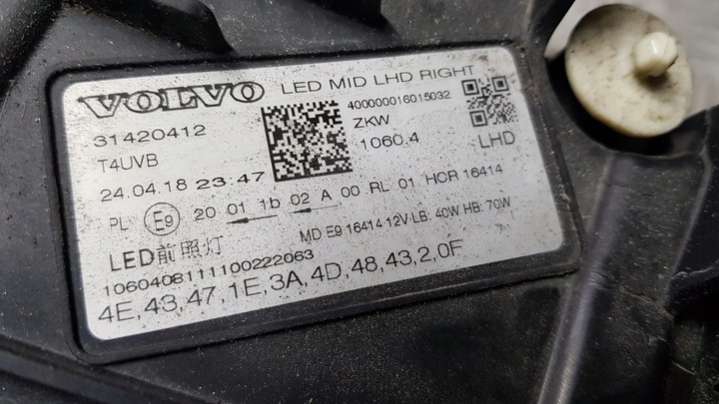 VOLVO LED MID LHD RIGHT
31420412
400000016015032
T4UVB
ZKW
1060.4
LHD
24.04.18 23:47
PL E9 20 01 1b 02 A 00 RL 01 HCR 16414
LED前照灯
MD E9 16414 12V LB: 40W HB: 70W
10604081111100222063
4E,43,47,1E,3A,4D,48,43,2,0F